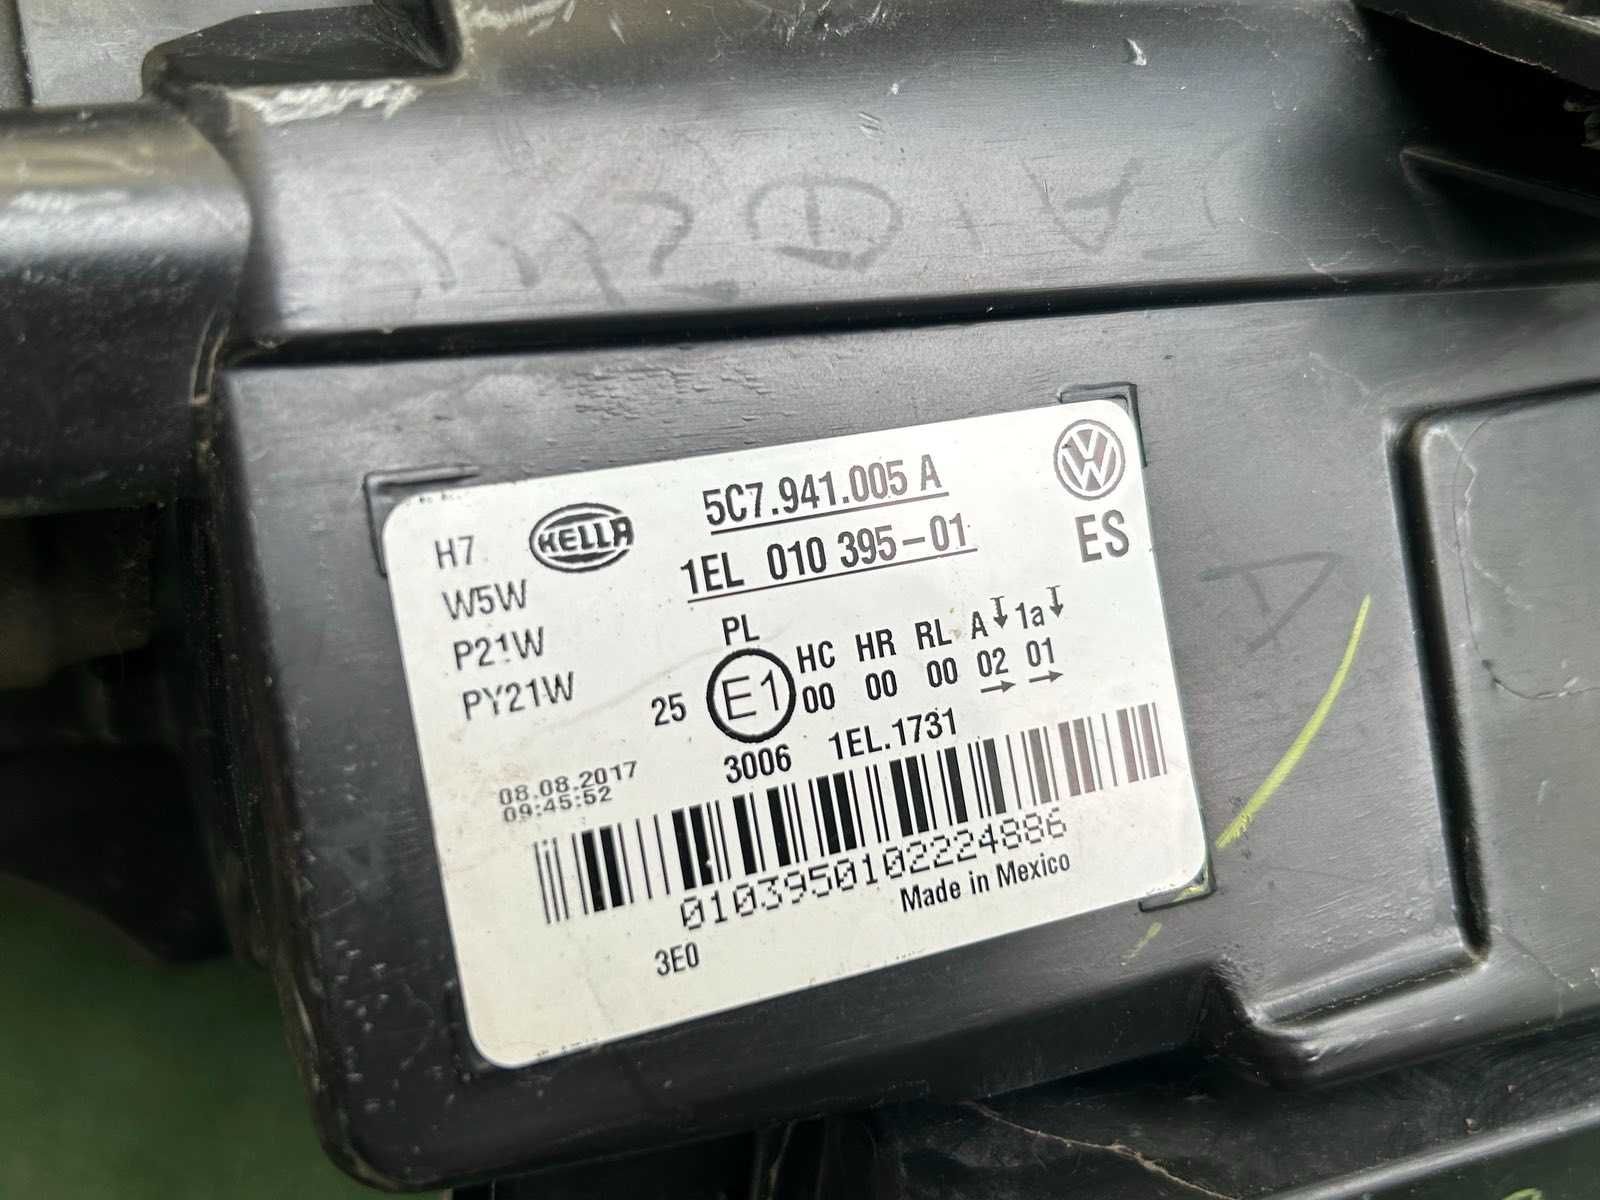 5C7.941.005 A
H7
HELLA
1EL 010 395-01
ES
W5W
P21W
PY21W
PL
HC HR RL A 1a
25 E1 00 00 00 02 01
3006 1EL.1731
08.08.2017
09:45:52
0103950102224886
Made in Mexico
3E0